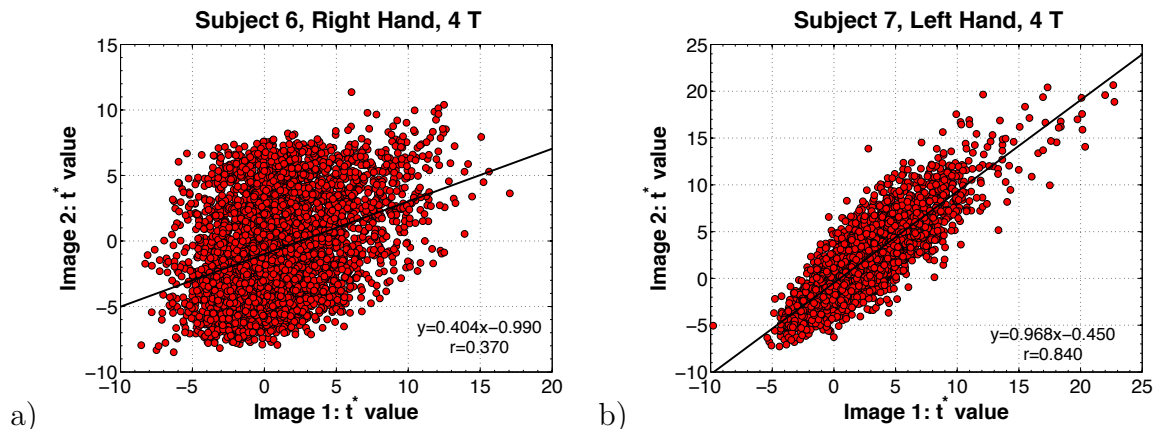 Subject 6, Right Hand, 4 T
15
10
5
0
−5
−10
−10 −5 0 5 10 15 20
Image 2: t* value
Image 1: t* value
y=0.404x−0.990
r=0.370
a)
Subject 7, Left Hand, 4 T
25
20
15
10
5
0
−5
−10
−10 −5 0 5 10 15 20 25
Image 2: t* value
Image 1: t* value
y=0.968x−0.450
r=0.840
b)